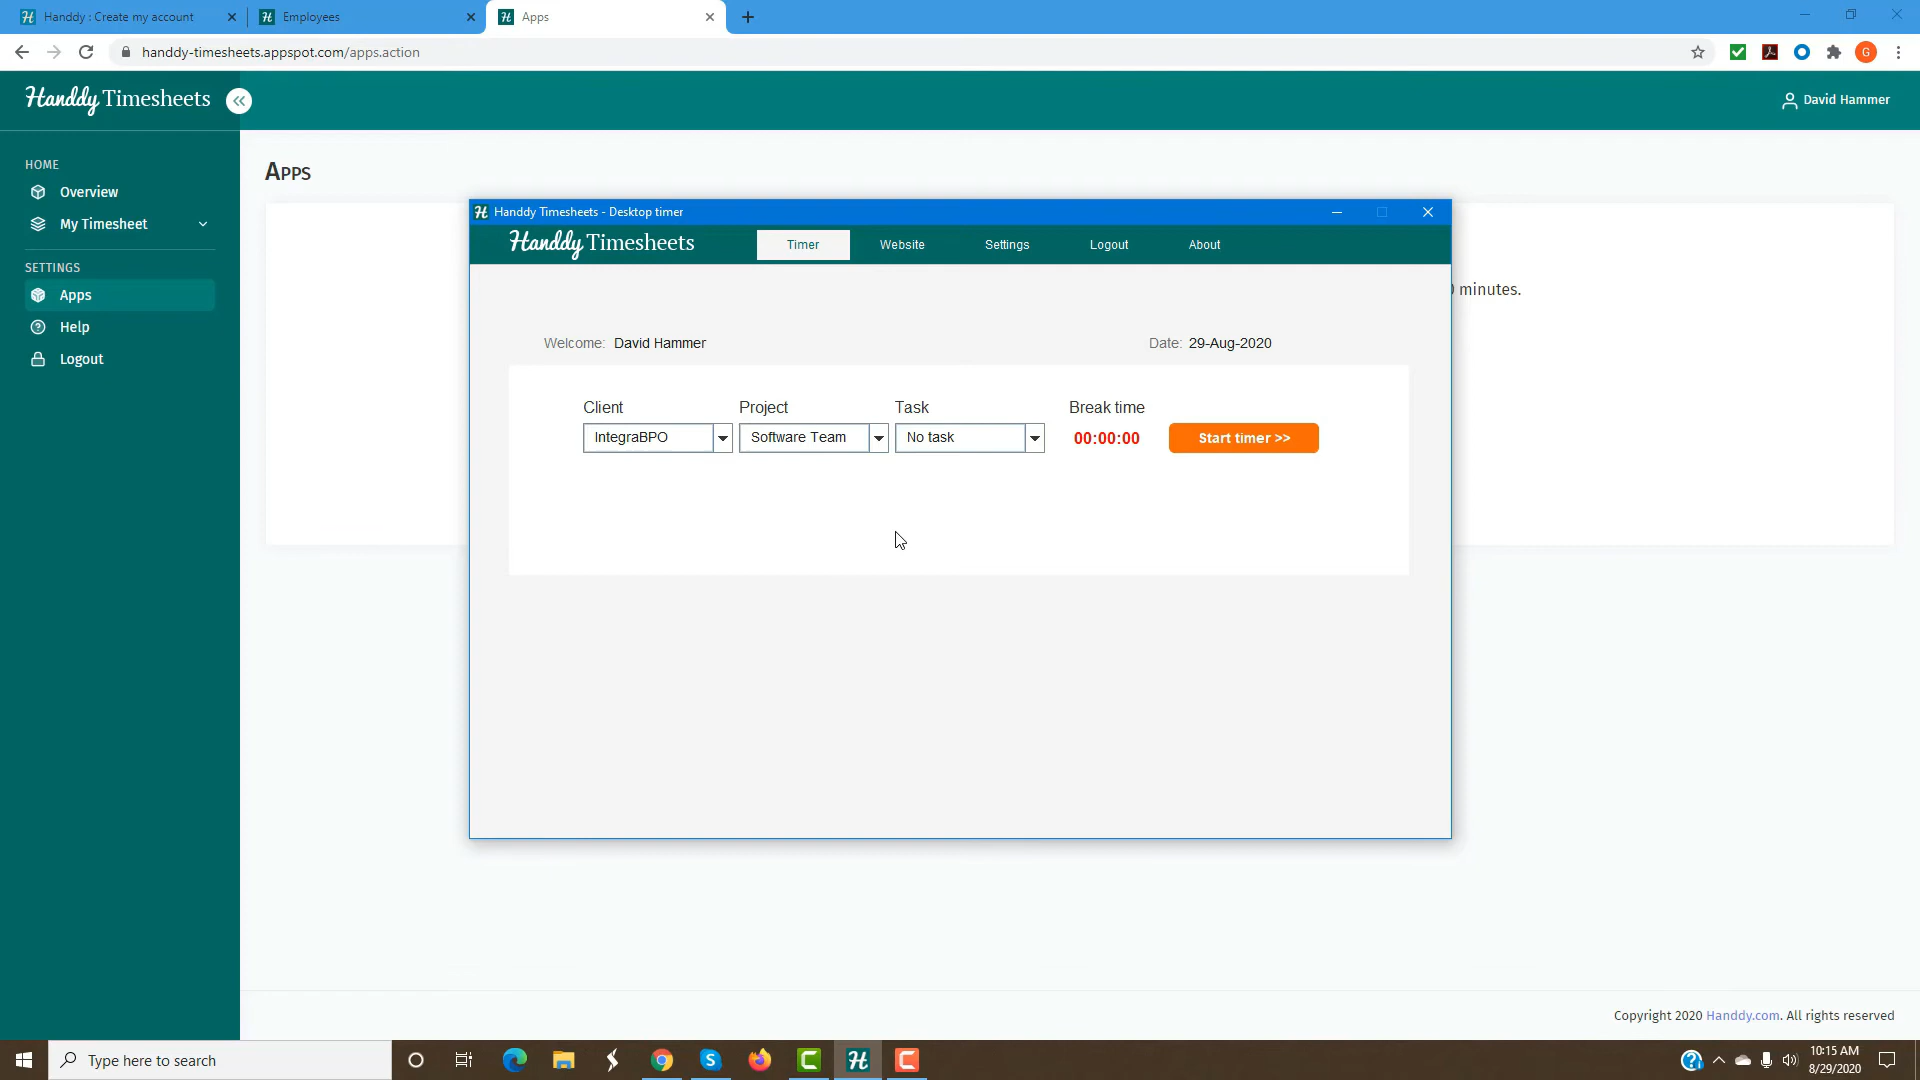 Handdy : Create my account
Employees
Apps
handdy-timesheets.appspot.com/apps.action
G
Handdy Timesheets
David Hammer
HOME
Overview
My Timesheet
SETTINGS
Apps
Help
Logout
Apps
minutes.
Handdy Timesheets - Desktop timer
Handdy Timesheets
Timer
Website
Settings
Logout
About
Welcome: David Hammer
Date: 29-Aug-2020
Client
Project
Task
Break time
IntegraBPO
Software Team
No task
00:00:00
Start timer >>
Copyright 2020 Handdy.com. All rights reserved
Type here to search
10:15 AM
8/29/2020